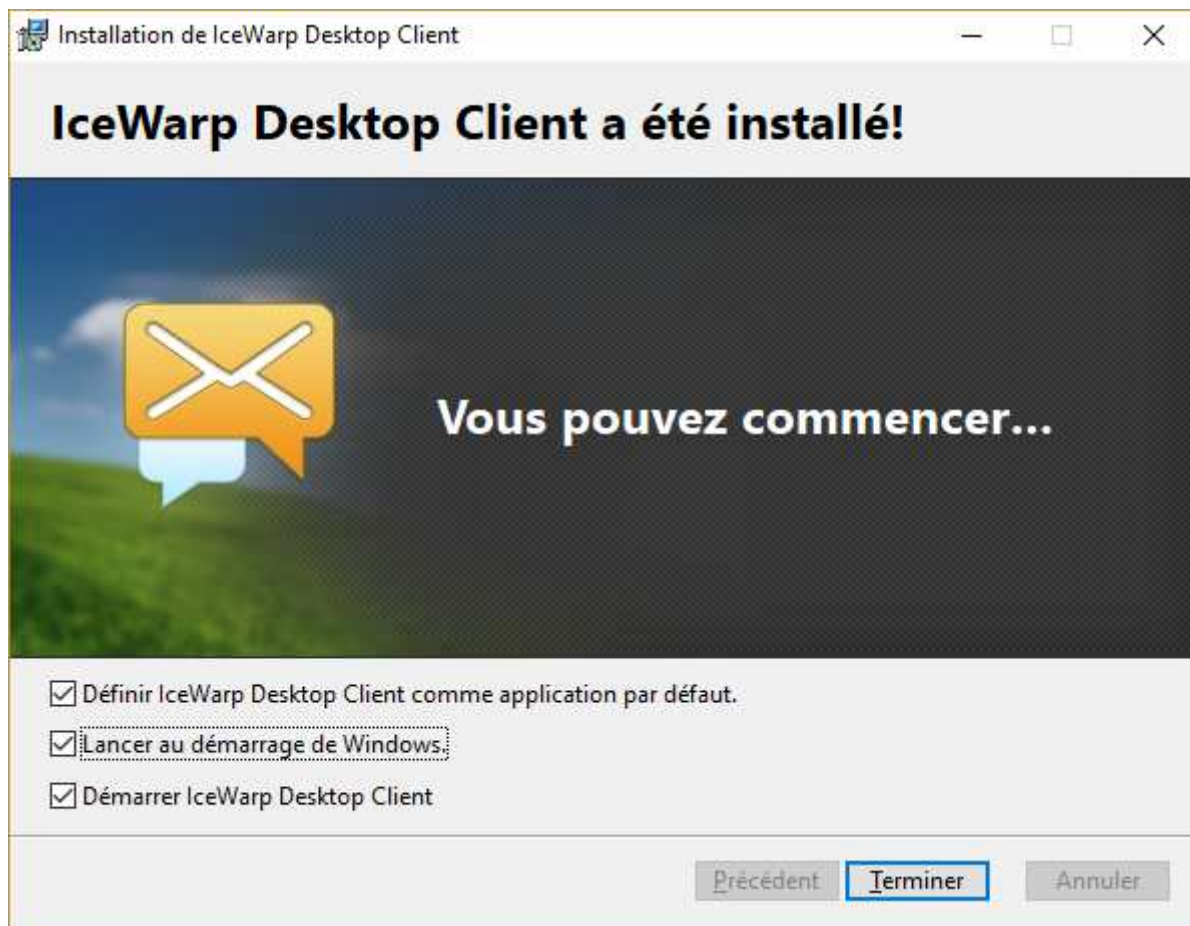 Installation de IceWarp Desktop Client
IceWarp Desktop Client a été installé!
Vous pouvez commencer...
Définir IceWarp Desktop Client comme application par défaut.
Lancer au démarrage de Windows.
Démarrer IceWarp Desktop Client
Précédent Terminer Annuler